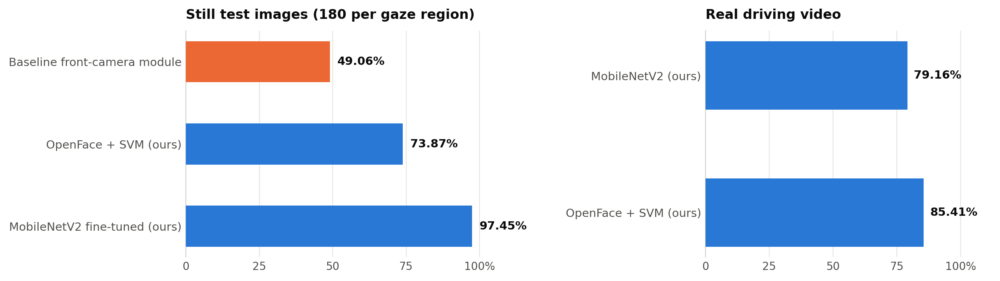 Still test images (180 per gaze region)
Baseline front-camera module
49.06%
OpenFace + SVM (ours)
73.87%
MobileNetV2 fine-tuned (ours)
97.45%
0 25 50 75 100%
Real driving video
MobileNetV2 (ours)
79.16%
OpenFace + SVM (ours)
85.41%
0 25 50 75 100%